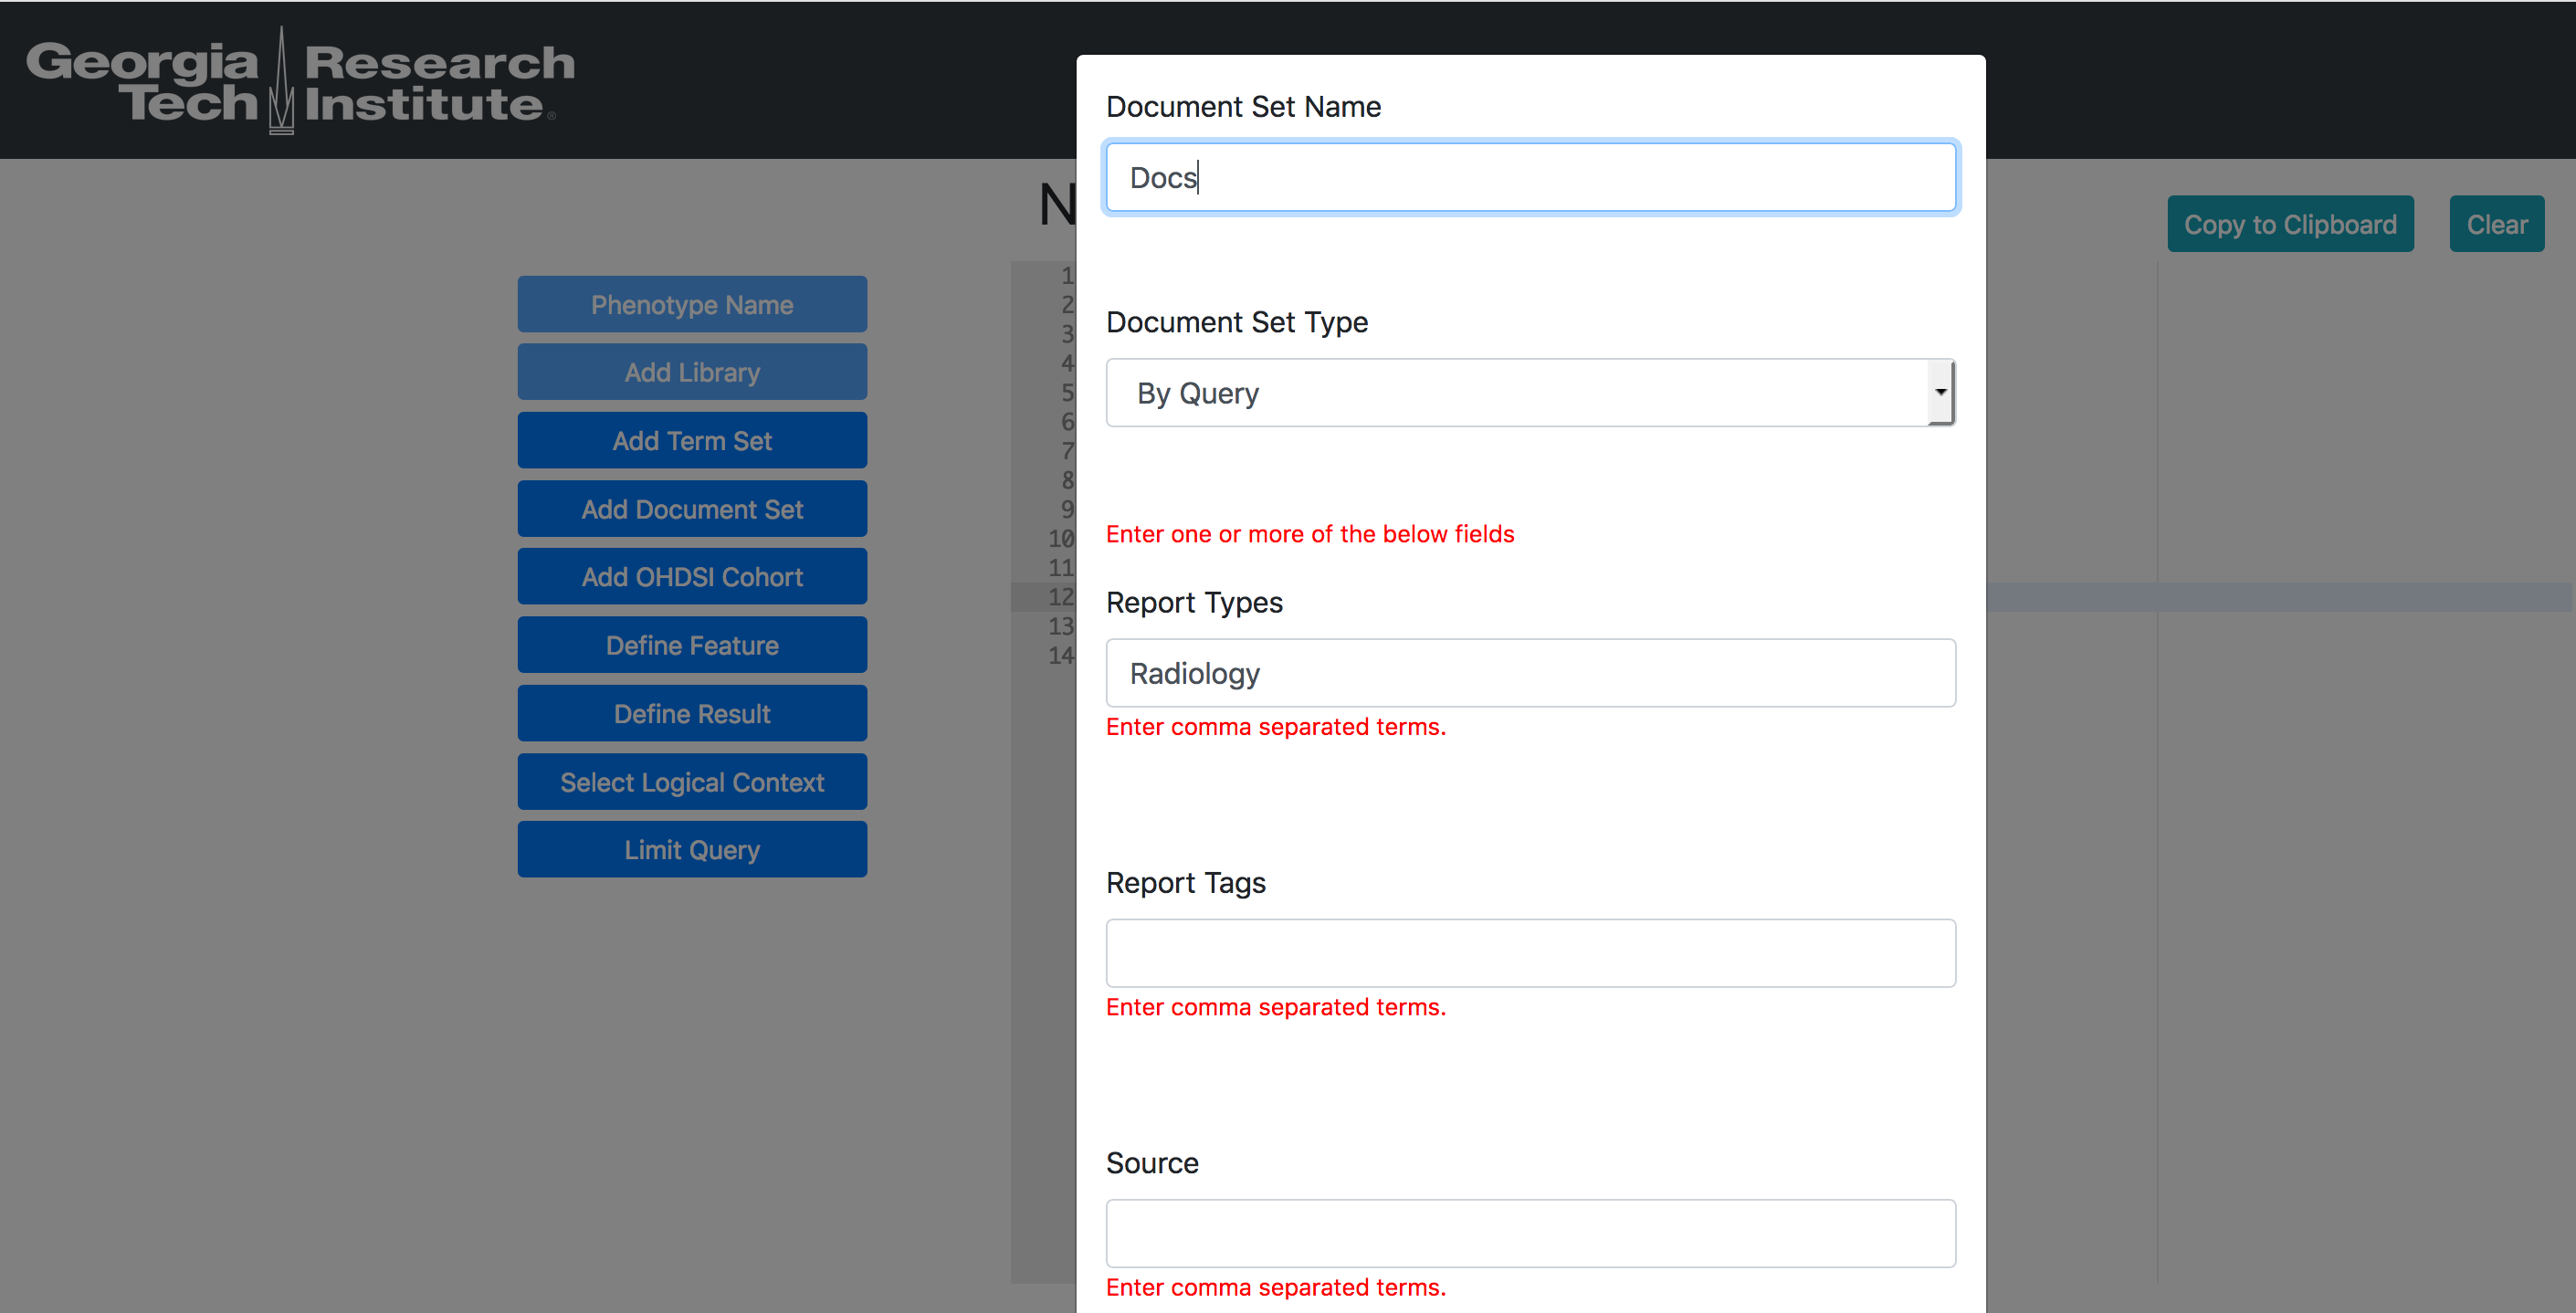 Georgia Tech Research Institute®
N
Copy to Clipboard
Clear
Phenotype Name
Add Library
Add Term Set
Add Document Set
Add OHDSI Cohort
Define Feature
Define Result
Select Logical Context
Limit Query
1
2
3
4
5
6
7
8
9
10
11
12
13
14
Document Set Name
Docs
Document Set Type
By Query
Enter one or more of the below fields
Report Types
Radiology
Enter comma separated terms.
Report Tags
Enter comma separated terms.
Source
Enter comma separated terms.